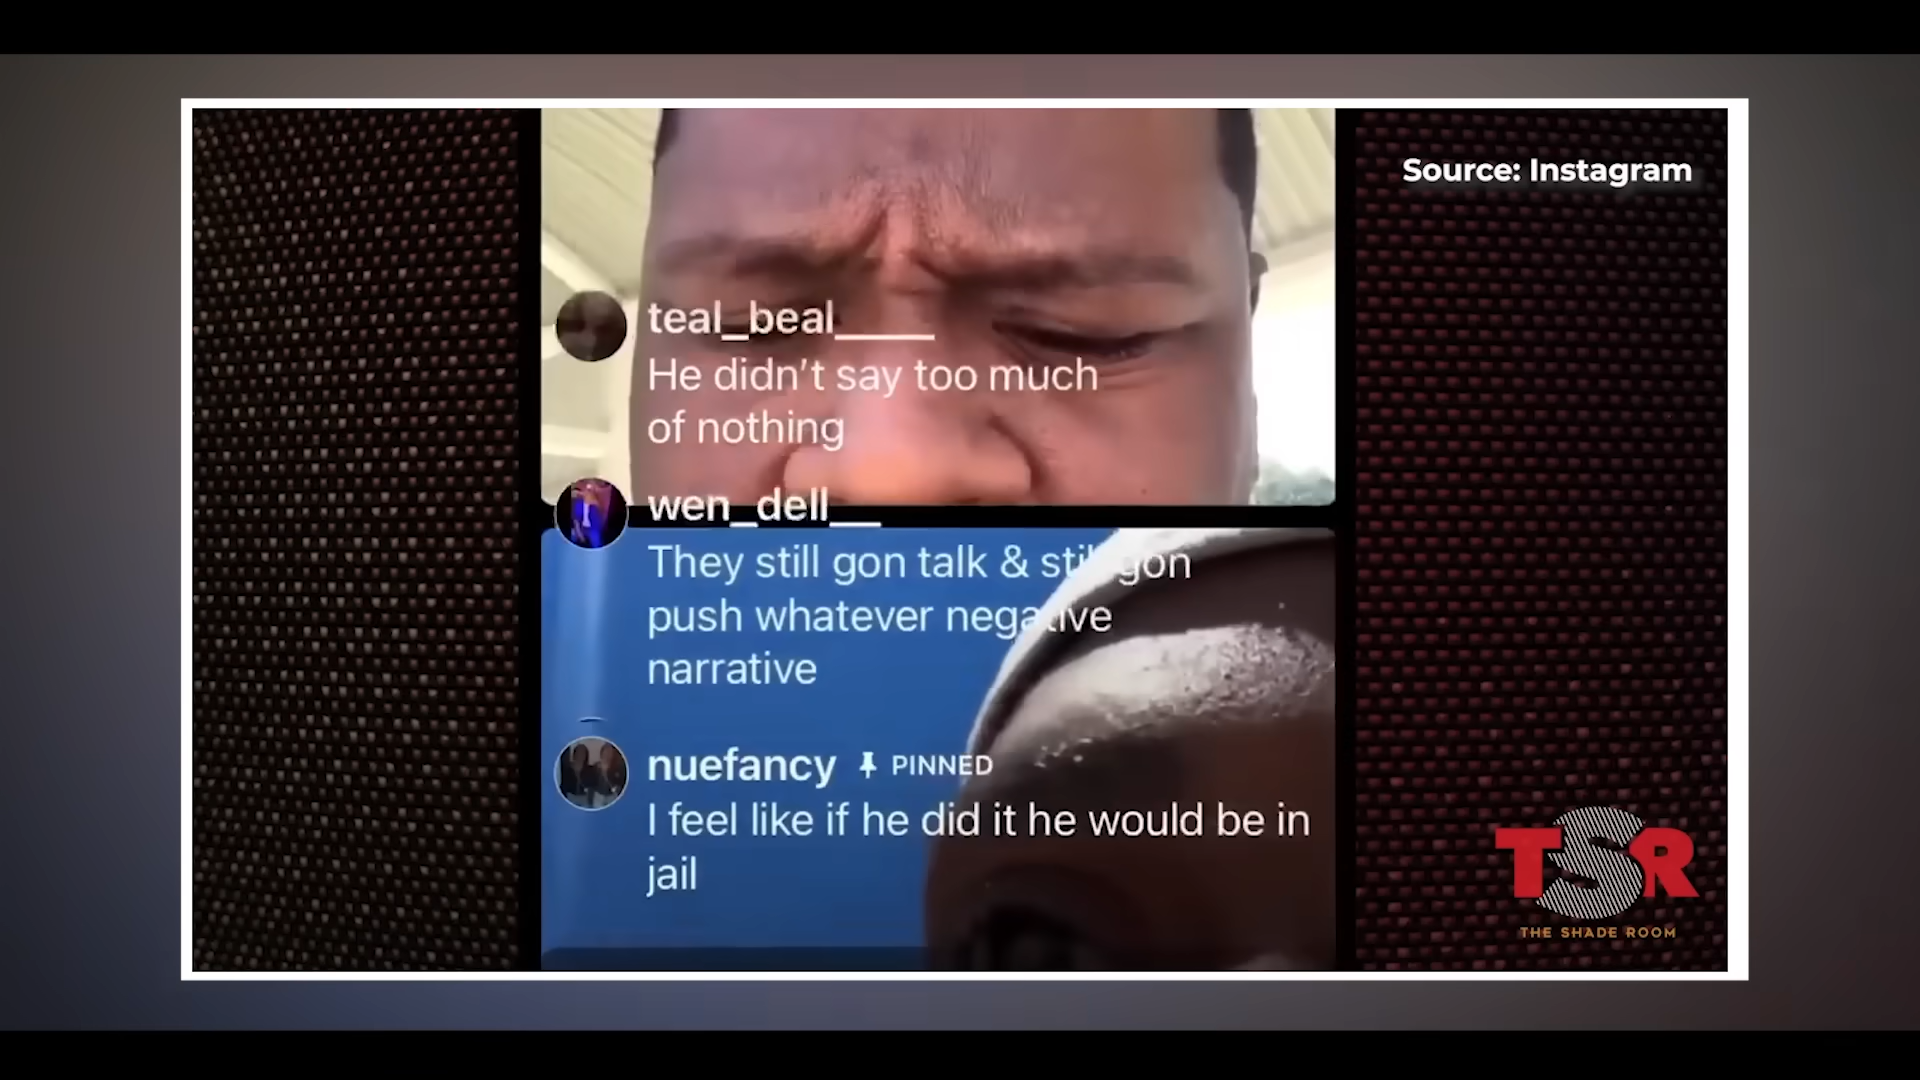 Source: Instagram
teal_beal____
He didn't say too much
of nothing
wen_dell__
They still gon talk & still gon
push whatever negative
narrative
nuefancy PINNED
I feel like if he did it he would be in
jail
TSR
THE SHADE ROOM